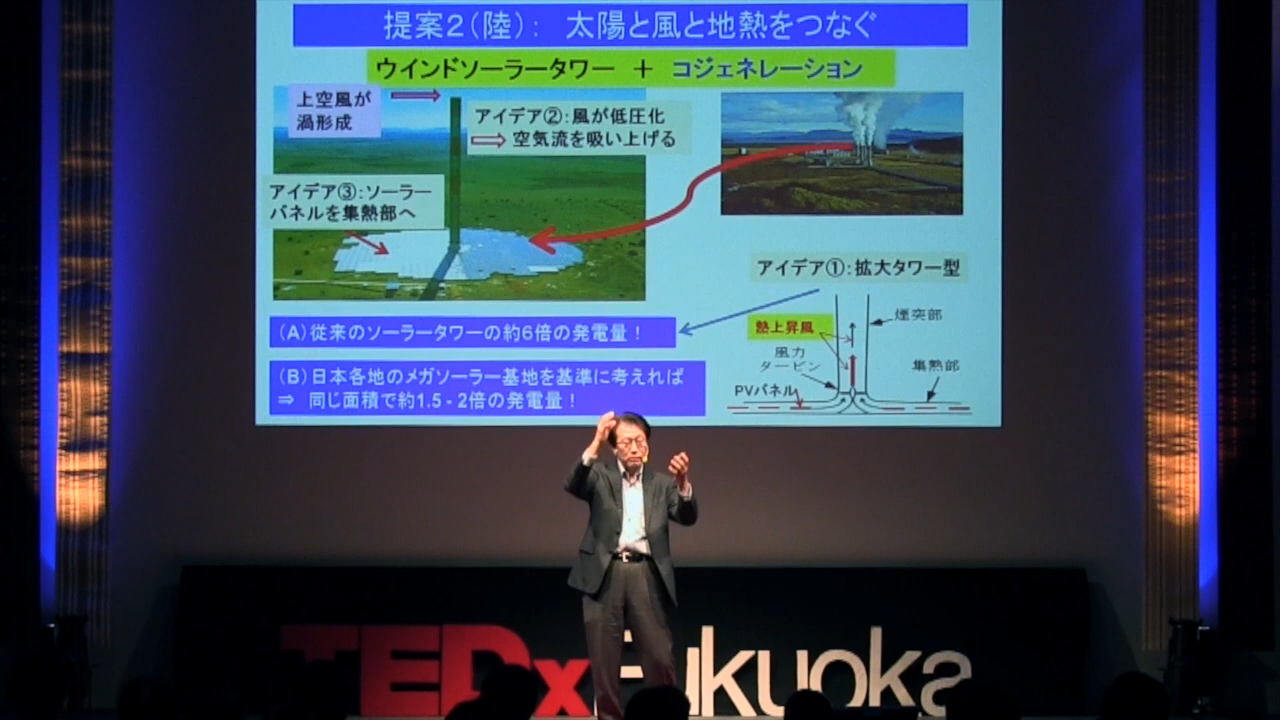 提案2(陸): 太陽と風と地熱をつなぐ
ウインドソーラータワー + コジェネレーション
上空風が
渦形成
アイデア②:風が低圧化
⇨ 空気流を吸い上げる
アイデア③:ソーラー
パネルを集熱部へ
アイデア①:拡大タワー型
(A)従来のソーラータワーの約6倍の発電量!
(B)日本各地のメガソーラー基地を基準に考えれば
⇒ 同じ面積で約1.5 - 2倍の発電量!
煙突部
熱上昇風
風力
タービン
集熱部
PVパネル
TEDxFukuoka